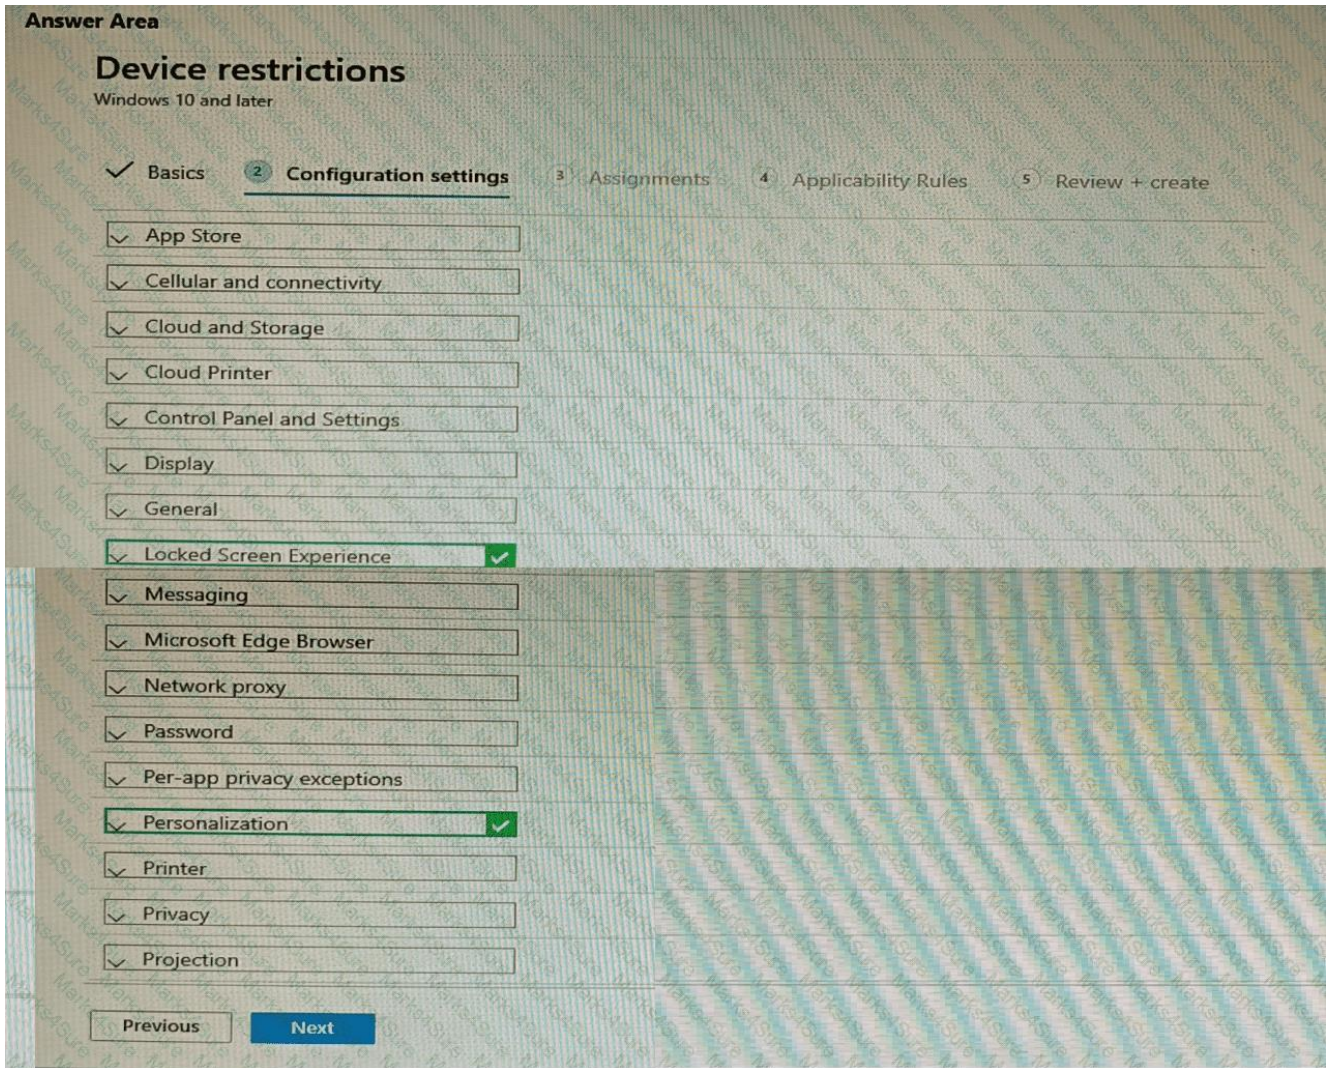 Answer Area
Device restrictions
Windows 10 and later
Basics 2 Configuration settings 3 Assignments 4 Applicability Rules 5 Review + create
App Store
Cellular and connectivity
Cloud and Storage
Cloud Printer
Control Panel and Settings
Display
General
Locked Screen Experience
Messaging
Microsoft Edge Browser
Network proxy
Password
Per-app privacy exceptions
Personalization
Printer
Privacy
Projection
Previous Next
Marks4Sure